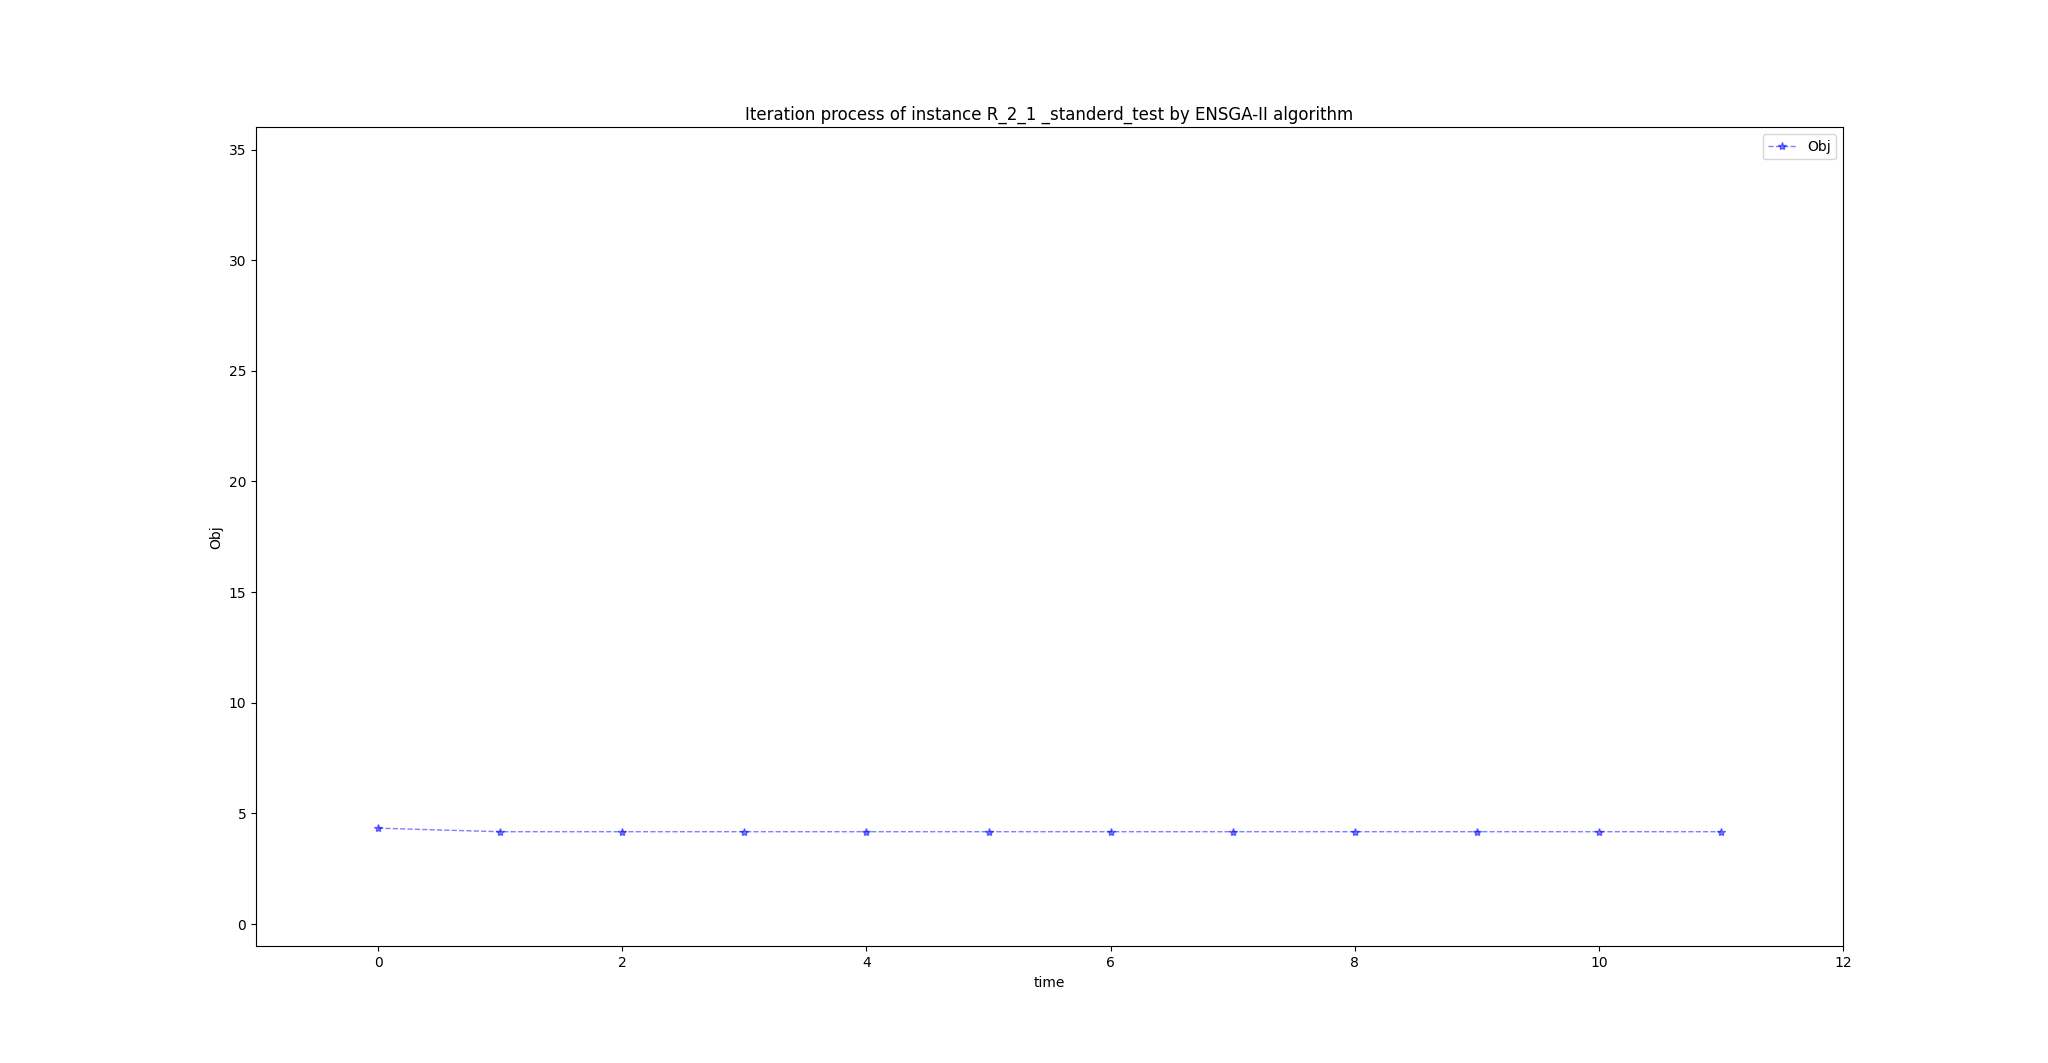 Iteration process of instance R_2_1 _standerd_test by ENSGA-II algorithm
Obj
35
30
25
20
15
10
5
0
Obj
0 2 4 6 8 10 12
time